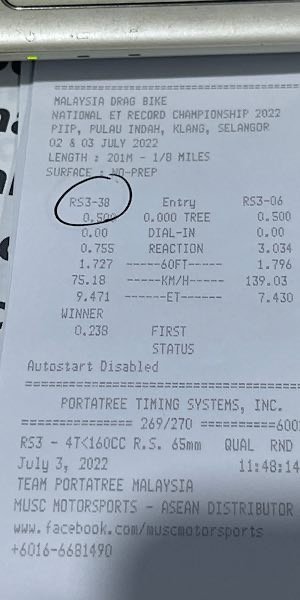 MALAYSIA DRAG BIKE
NATIONAL ET RECORD CHAMPIONSHIP 2022
PIIP, PULAU INDAH, KLANG, SELANGOR
02 & 03 JULY 2022
LENGTH : 201M - 1/8 MILES
SURFACE : NO-PREP
RS3-38 Entry RS3-06
0.500 0.000 TREE 0.500
0.00 DIAL-IN 0.00
0.755 REACTION 3.034
1.727 -----60FT------ 1.796
75.18 -----KM/H------ 139.03
9.471 ------ET------- 7.430
WINNER
0.238 FIRST
STATUS
Autostart Disabled
PORTATREE TIMING SYSTEMS, INC.
============== 269/270 ==========600
RS3 - 4T<160CC R.S. 65mm QUAL RND
July 3, 2022 11:48:14
TEAM PORTATREE MALAYSIA
MUSC MOTORSPORTS - ASEAN DISTRIBUTOR
www.facebook.com/muscmotorsports
+6016-6681490